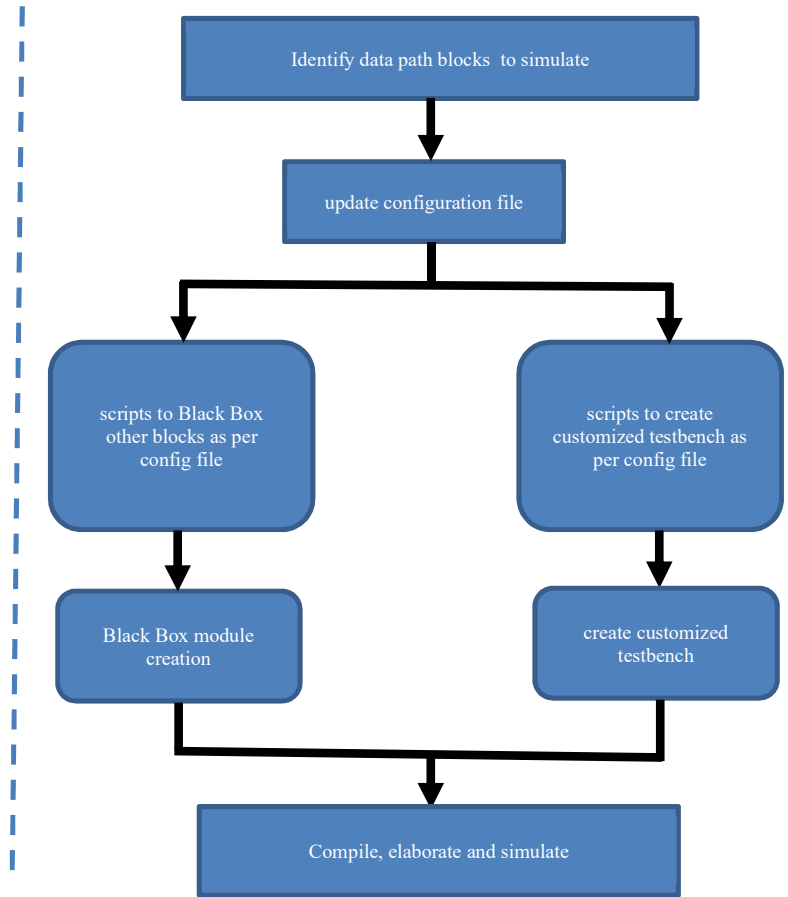 Identify data path blocks  to simulate
update configuration file
scripts to Black Box
other blocks as per
config file
scripts to create
customized testbench as
per config file
Black Box module
creation
create customized
testbench
Compile, elaborate and simulate